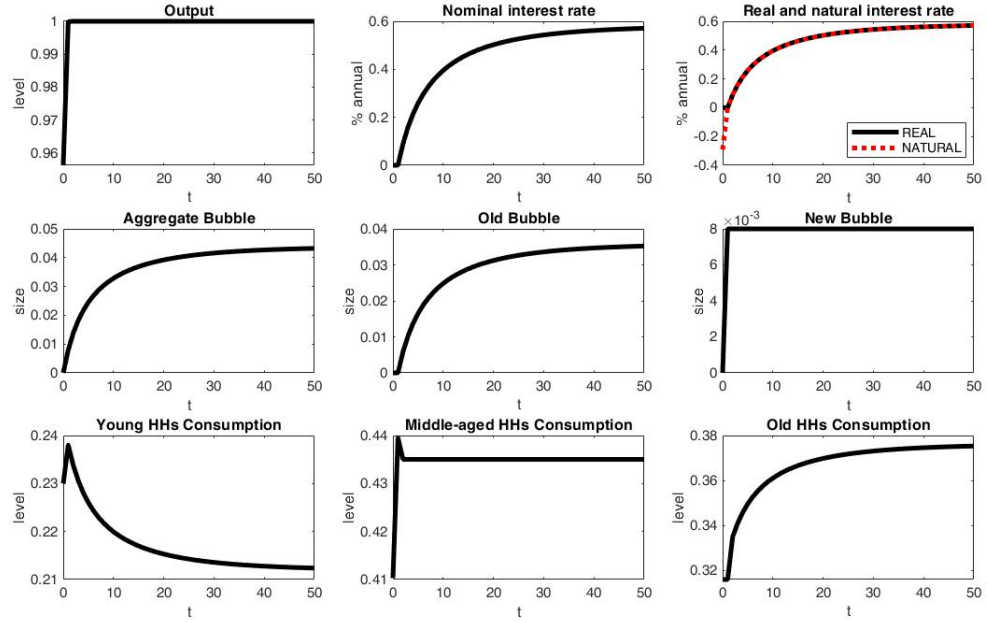 Output
level
1
0.99
0.98
0.97
0.96
0 10 20 30 40 50
t
Nominal interest rate
% annual
0.6
0.4
0.2
0
0 10 20 30 40 50
t
Real and natural interest rate
% annual
0.6
0.4
0.2
0
-0.2
-0.4
REAL
NATURAL
0 10 20 30 40 50
t
Aggregate Bubble
size
0.05
0.04
0.03
0.02
0.01
0
0 10 20 30 40 50
t
Old Bubble
size
0.04
0.03
0.02
0.01
0
0 10 20 30 40 50
t
New Bubble
×10⁻³
size
8
6
4
2
0
0 10 20 30 40 50
t
Young HHs Consumption
level
0.24
0.23
0.22
0.21
0 10 20 30 40 50
t
Middle-aged HHs Consumption
level
0.44
0.43
0.42
0.41
0 10 20 30 40 50
t
Old HHs Consumption
level
0.38
0.36
0.34
0.32
0 10 20 30 40 50
t